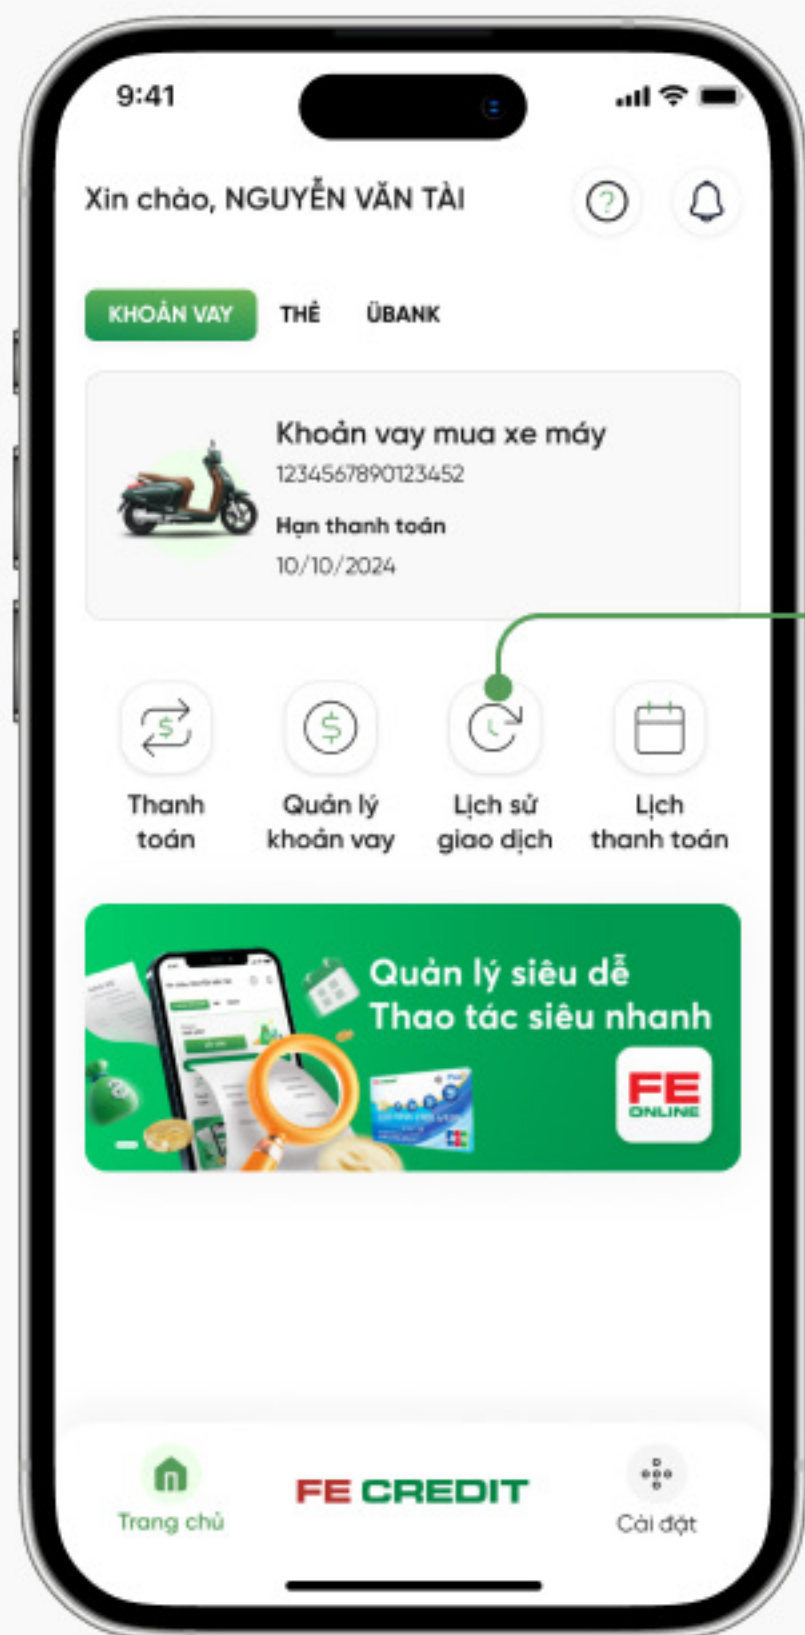 9:41
Xin chào, NGUYỄN VĂN TÀI
KHOẢN VAY THẺ ÜBANK
Khoản vay mua xe máy
1234567890123452
Hạn thanh toán
10/10/2024
Thanh toán
Quản lý khoản vay
Lịch sử giao dịch
Lịch thanh toán
Quản lý siêu dễ
Thao tác siêu nhanh
FE
ONLINE
Trang chủ
FE CREDIT
Cài đặt